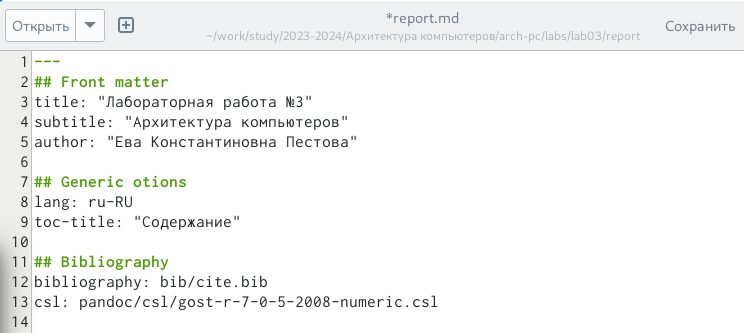 Открыть
*report.md
~/work/study/2023-2024/Архитектура компьютеров/arch-pc/labs/lab03/report
Сохранить
1 ---
2 ## Front matter
3 title: "Лабораторная работа №3"
4 subtitle: "Архитектура компьютеров"
5 author: "Ева Константиновна Пестова"
6
7 ## Generic otions
8 lang: ru-RU
9 toc-title: "Содержание"
10
11 ## Bibliography
12 bibliography: bib/cite.bib
13 csl: pandoc/csl/gost-r-7-0-5-2008-numeric.csl
14